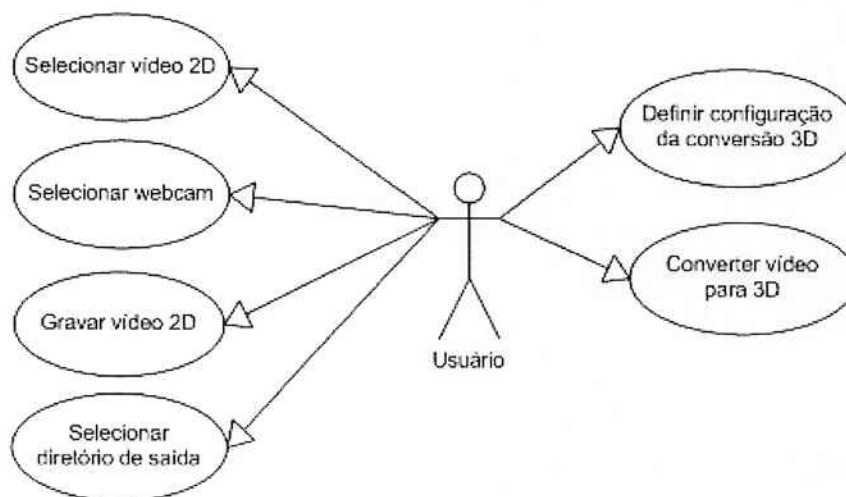 Selecionar vídeo 2D
Selecionar webcam
Gravar vídeo 2D
Selecionar
diretório de saída
Usuário
Definir configuração
da conversão 3D
Converter vídeo
para 3D